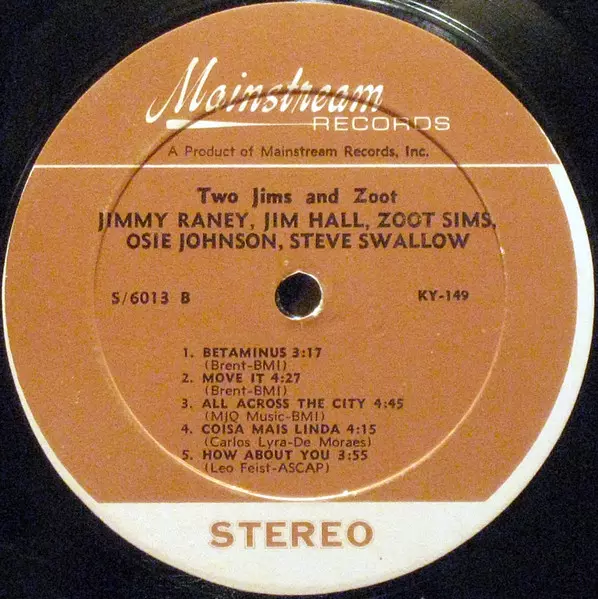 Mainstream
RECORDS
A Product of Mainstream Records, Inc.
Two Jims and Zoot
JIMMY RANEY, JIM HALL, ZOOT SIMS,
OSIE JOHNSON, STEVE SWALLOW
S/6013 B
KY-149
1. BETAMINUS 3:17
(Brent-BMI)
2. MOVE IT 4:27
(Brent-BMI)
3. ALL ACROSS THE CITY 4:45
(MJQ Music-BMI)
4. COISA MAIS LINDA 4:15
(Carlos Lyra-De Moraes)
5. HOW ABOUT YOU 3:55
(Leo Feist-ASCAP)
STEREO